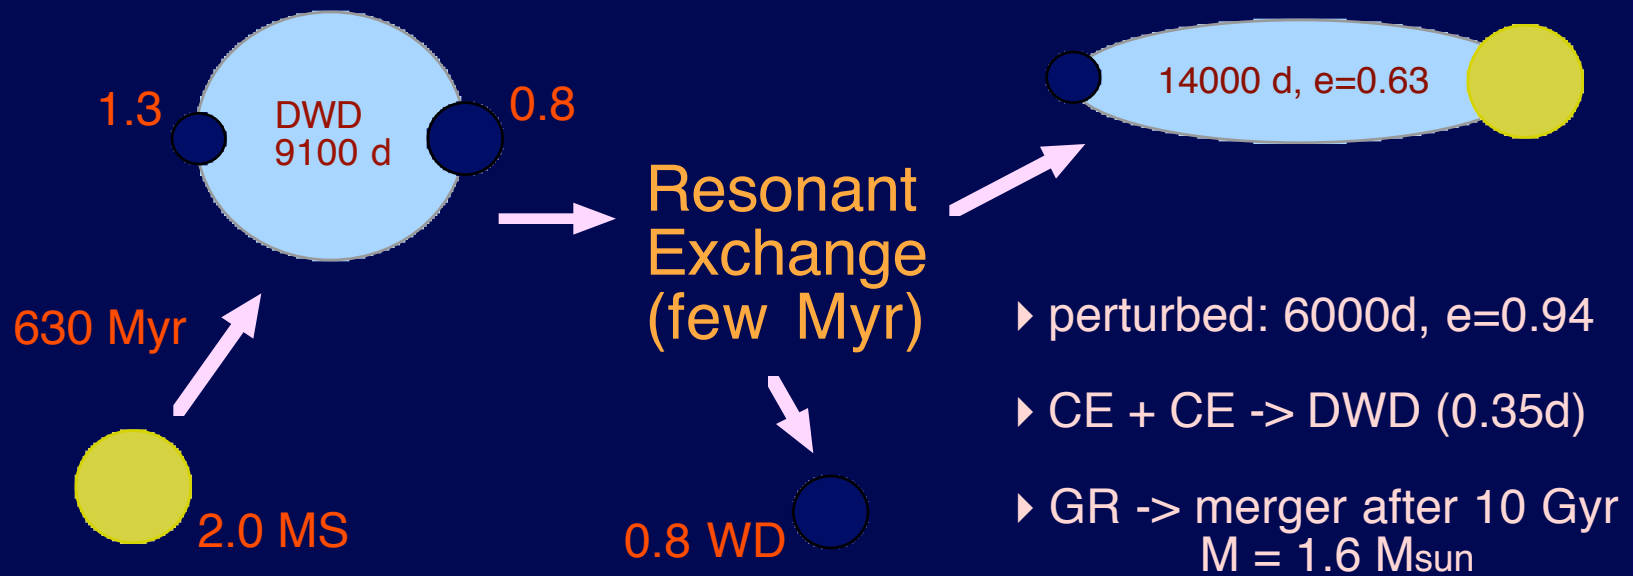 1.3
DWD
9100 d
0.8
630 Myr
2.0 MS
Resonant
Exchange
(few Myr)
0.8 WD
14000 d, e=0.63
▸ perturbed: 6000d, e=0.94
▸ CE + CE -> DWD (0.35d)
▸ GR -> merger after 10 Gyr
M = 1.6 Msun